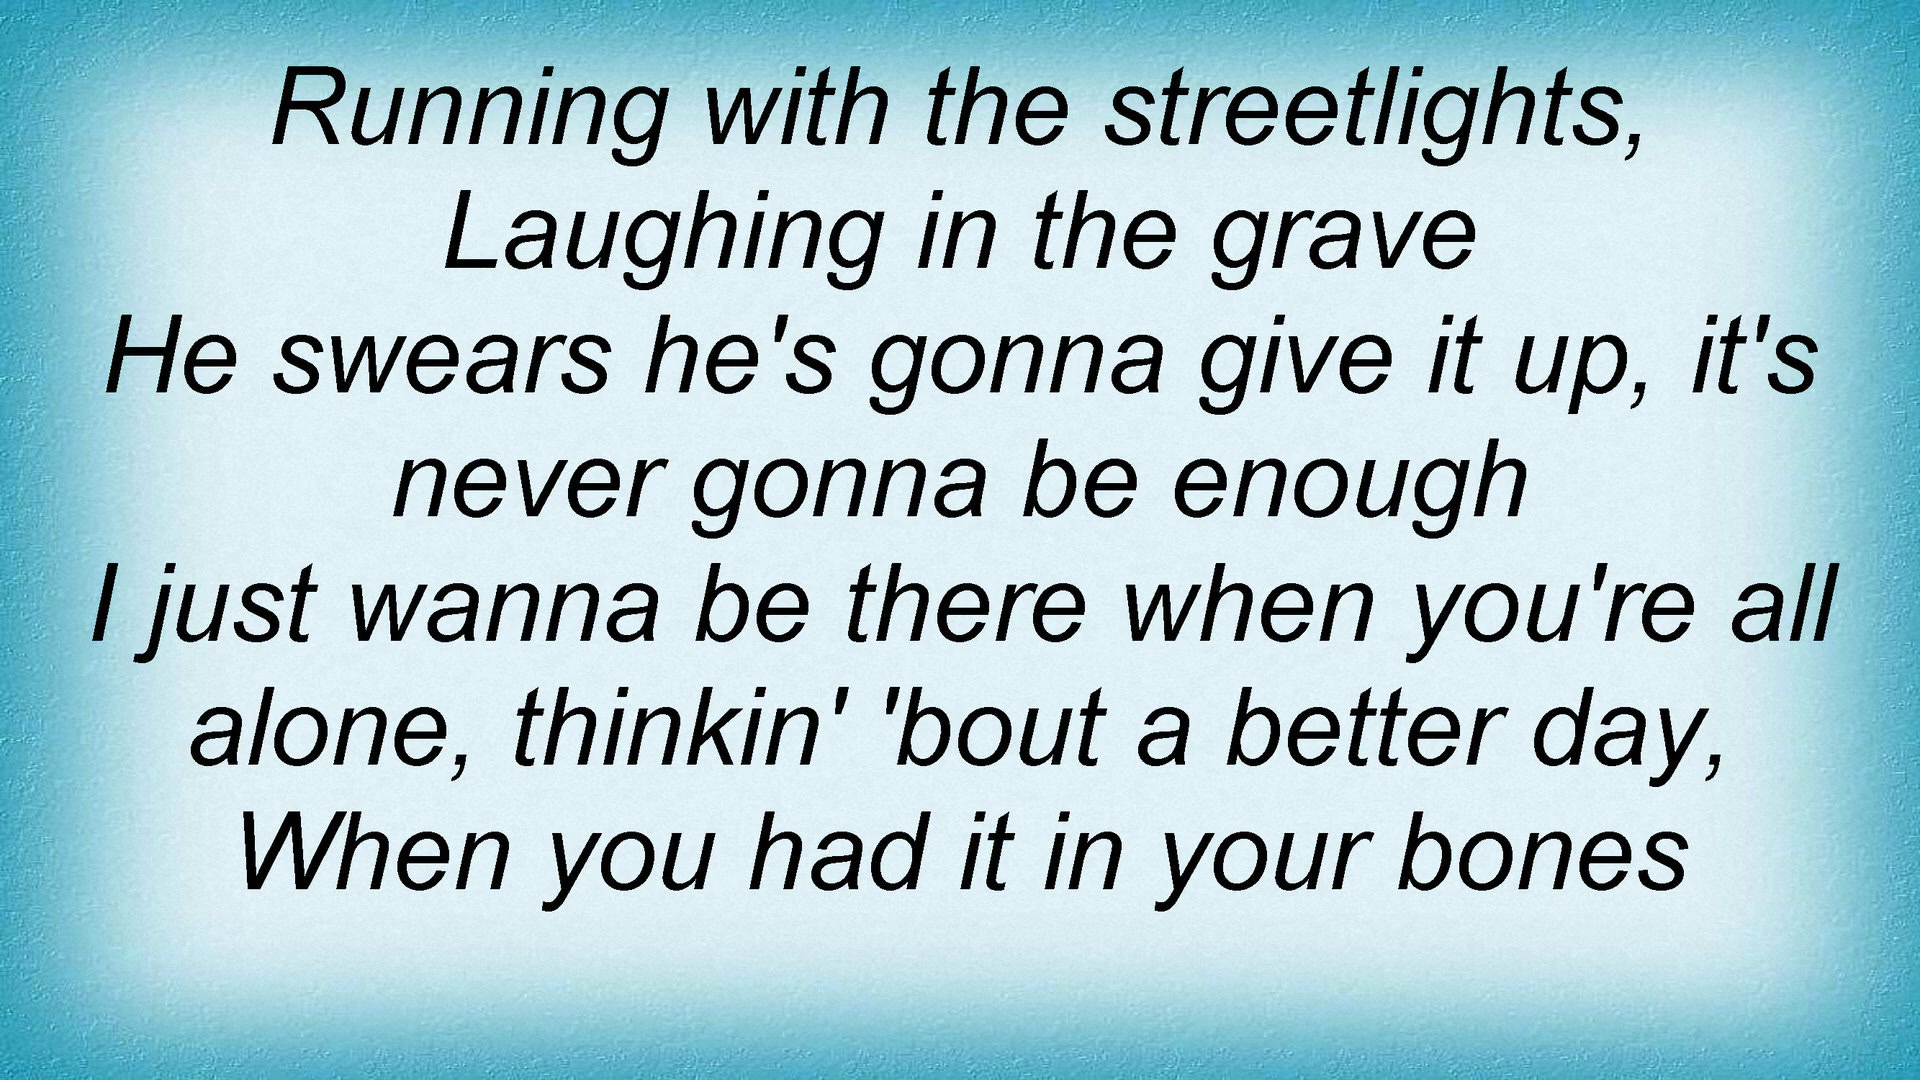 Running with the streetlights,
Laughing in the grave
He swears he's gonna give it up, it's
never gonna be enough
I just wanna be there when you're all
alone, thinkin' 'bout a better day,
When you had it in your bones